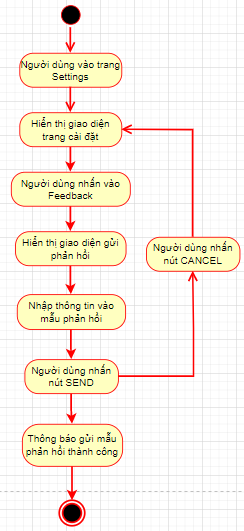 Người dùng vào trang
Settings
Hiển thị giao diện
trang cài đặt
Người dùng nhấn vào
Feedback
Hiển thị giao diện gửi
phản hồi
Người dùng nhấn
nút CANCEL
Nhập thông tin vào
mẫu phản hồi
Người dùng nhấn
nút SEND
Thông báo gửi mẫu
phản hồi thành công